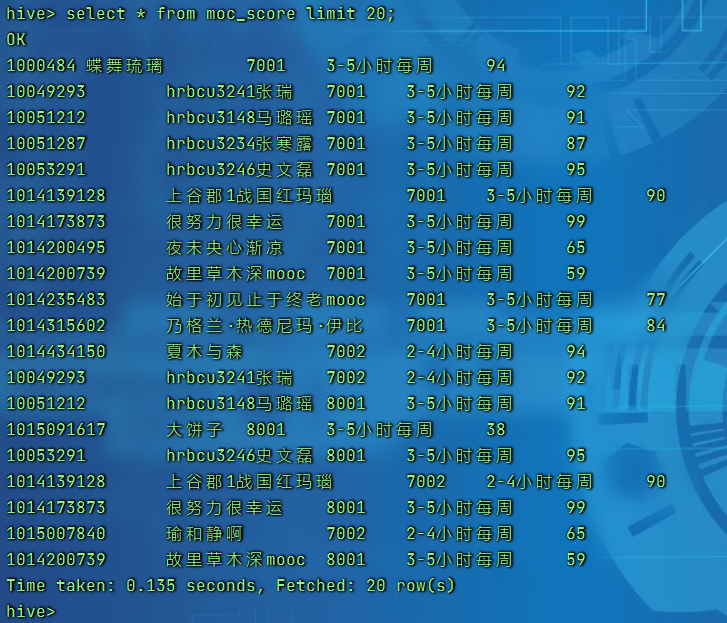 hive> select * from moc_score limit 20;
OK
1000484 蝶舞琉璃 7001 3-5小时每周 94
10049293 hrbcu3241张瑞 7001 3-5小时每周 92
10051212 hrbcu3148马璐瑶 7001 3-5小时每周 91
10051287 hrbcu3234张寒露 7001 3-5小时每周 87
10053291 hrbcu3246史文磊 7001 3-5小时每周 95
1014139128 上谷郡1战国红玛瑙 7001 3-5小时每周 90
1014173873 很努力很幸运 7001 3-5小时每周 99
1014200495 夜未央心渐凉 7001 3-5小时每周 65
1014200739 故里草木深mooc 7001 3-5小时每周 59
1014235483 始于初见止于终老mooc 7001 3-5小时每周 77
1014315602 乃格兰·热德尼玛·伊比 7001 3-5小时每周 84
1014434150 夏木与森 7002 2-4小时每周 94
10049293 hrbcu3241张瑞 7002 2-4小时每周 92
10051212 hrbcu3148马璐瑶 8001 3-5小时每周 91
1015091617 大饼子 8001 3-5小时每周 38
10053291 hrbcu3246史文磊 8001 3-5小时每周 95
1014139128 上谷郡1战国红玛瑙 7002 2-4小时每周 90
1014173873 很努力很幸运 8001 3-5小时每周 99
1015007840 瑜和静啊 7002 2-4小时每周 65
1014200739 故里草木深mooc 8001 3-5小时每周 59
Time taken: 0.135 seconds, Fetched: 20 row(s)
hive>